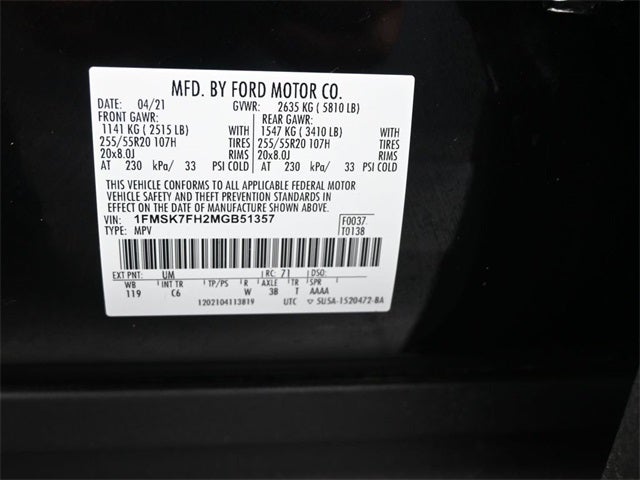 MFD. BY FORD MOTOR CO.
DATE: 04/21 GVWR: 2635 KG ( 5810 LB)
FRONT GAWR: REAR GAWR:
1141 KG ( 2515 LB) WITH 1547 KG ( 3410 LB) WITH
255/55R20 107H TIRES 255/55R20 107H TIRES
20x8.0J RIMS 20x8.0J RIMS
AT 230 kPa/ 33 PSI COLD AT 230 kPa/ 33 PSI COLD
THIS VEHICLE CONFORMS TO ALL APPLICABLE FEDERAL MOTOR
VEHICLE SAFETY AND THEFT PREVENTION STANDARDS IN
EFFECT ON THE DATE OF MANUFACTURE SHOWN ABOVE.
VIN: 1FMSK7FH2MGB51357 F0037
TYPE: MPV T0138
EXT PNT: UM RC: 71 DSO:
WB INT TR TP/PS R AXLE TR SPR
119 C6 W 3B T AAAA
1202104113819 UTC ▽ SU5A-1520472-BA